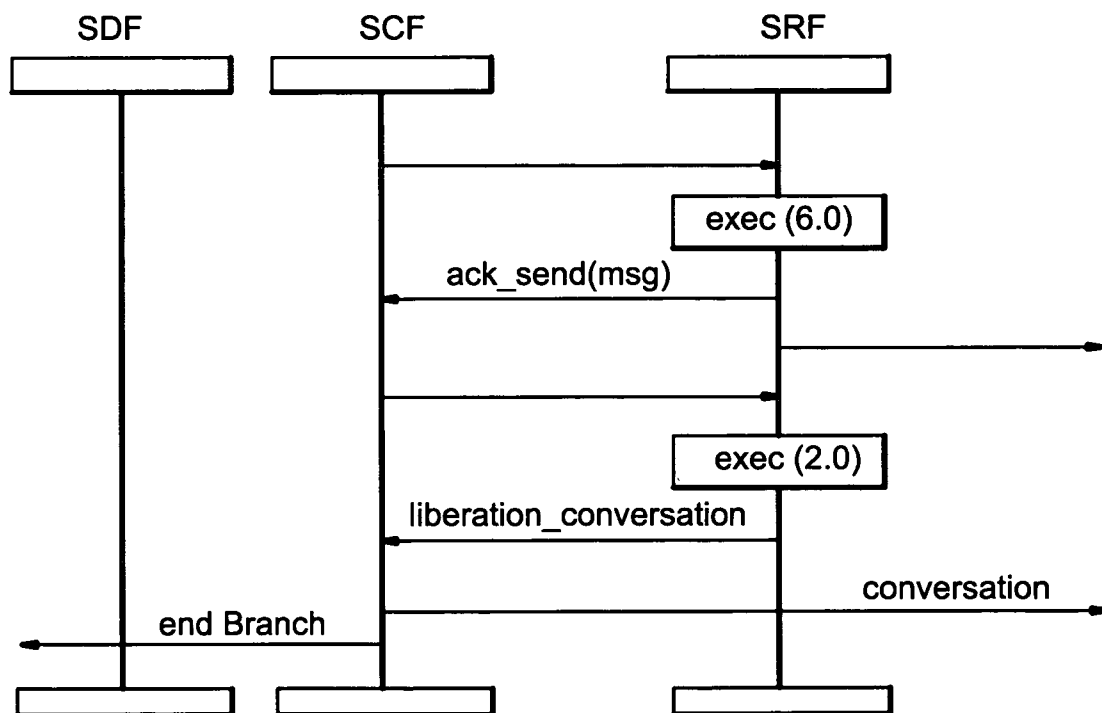 SDF SCF SRF
exec (6.0)
ack_send(msg)
exec (2.0)
liberation_conversation
conversation
end Branch